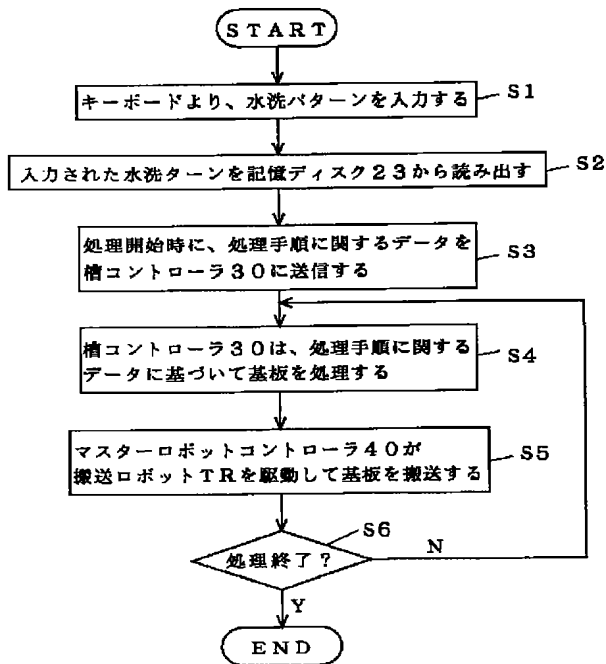 START
キーボードより、水洗パターンを入力する
S1
入力された水洗ターンを記憶ディスク23から読み出す
S2
処理開始時に、処理手順に関するデータを
槽コントローラ30に送信する
S3
槽コントローラ30は、処理手順に関する
データに基づいて基板を処理する
S4
マスターロボットコントローラ40が
搬送ロボットTRを駆動して基板を搬送する
S5
S6
処理終了?
N
Y
END